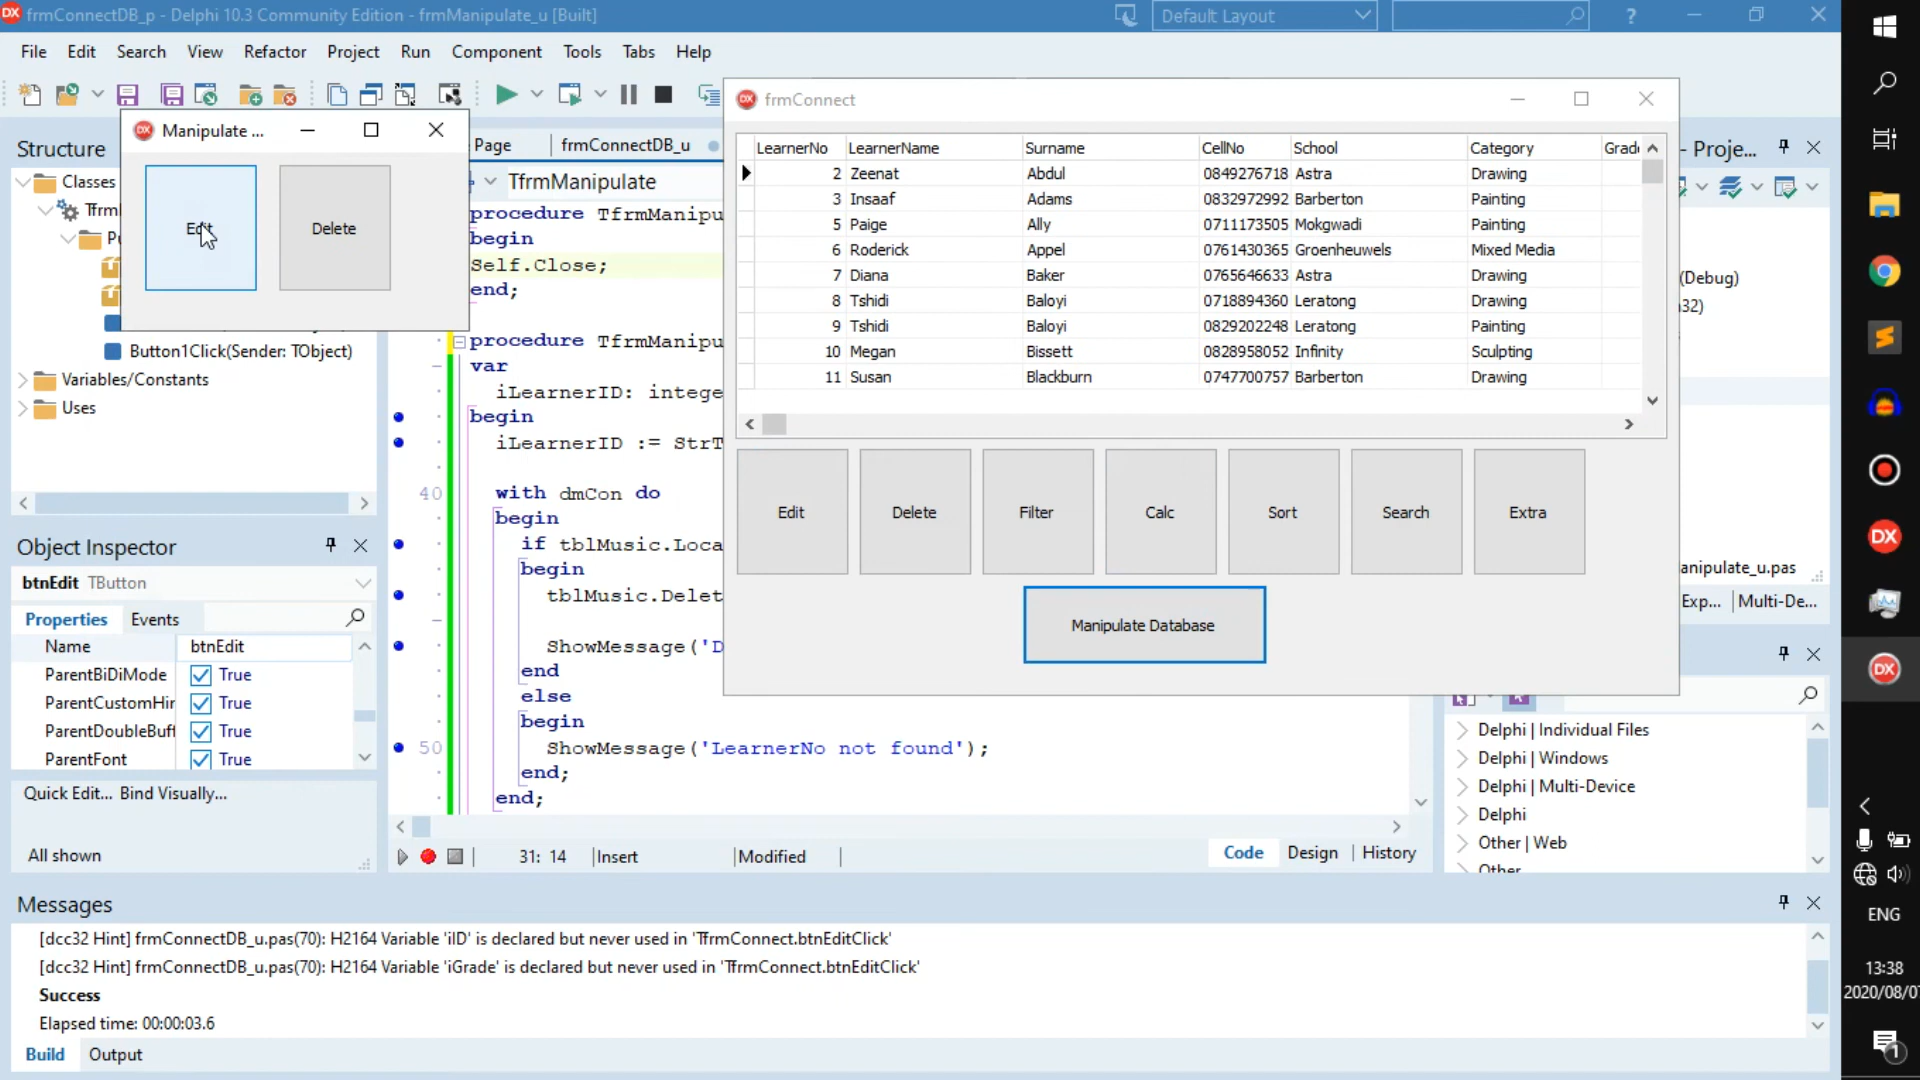 frmConnectDB_p - Delphi 10.3 Community Edition - frmManipulate_u [Built]
Default Layout
?
File Edit Search View Refactor Project Run Component Tools Tabs Help
Manipulate ...
Edit
Delete
Structure
Classes
Button1Click(Sender: TObject)
Variables/Constants
Uses
Object Inspector
btnEdit TButton
Properties Events
Name btnEdit
ParentBiDiMode True
ParentCustomHir True
ParentDoubleBuff True
ParentFont True
Quick Edit... Bind Visually...
All shown
Page frmConnectDB_u
TfrmManipulate
procedure TfrmManipu
begin
Self.Close;
end;
procedure TfrmManipu
var
iLearnerID: intege
begin
iLearnerID := StrT
40 with dmCon do
begin
if tblMusic.Loca
begin
tblMusic.Delet
ShowMessage('D
end
else
begin
50 ShowMessage('LearnerNo not found');
end;
end;
31: 14 Insert Modified
Code Design History
frmConnect
LearnerNo LearnerName Surname CellNo School Category Grade
2 Zeenat Abdul 0849276718 Astra Drawing
3 Insaaf Adams 0832972992 Barberton Painting
5 Paige Ally 0711173505 Mokgwadi Painting
6 Roderick Appel 0761430365 Groenheuwels Mixed Media
7 Diana Baker 0765646633 Astra Drawing
8 Tshidi Baloyi 0718894360 Leratong Drawing
9 Tshidi Baloyi 0829202248 Leratong Painting
10 Megan Bissett 0828958052 Infinity Sculpting
11 Susan Blackburn 0747700757 Barberton Drawing
Edit Delete Filter Calc Sort Search Extra
Manipulate Database
- Proje...
(Debug)
32)
anipulate_u.pas
Exp... Multi-De...
Delphi | Individual Files
Delphi | Windows
Delphi | Multi-Device
Delphi
Other | Web
Other
Messages
[dcc32 Hint] frmConnectDB_u.pas(70): H2164 Variable 'iID' is declared but never used in 'TfrmConnect.btnEditClick'
[dcc32 Hint] frmConnectDB_u.pas(70): H2164 Variable 'iGrade' is declared but never used in 'TfrmConnect.btnEditClick'
Success
Elapsed time: 00:00:03.6
Build Output
DX
DX
ENG
13:38
2020/08/07
1